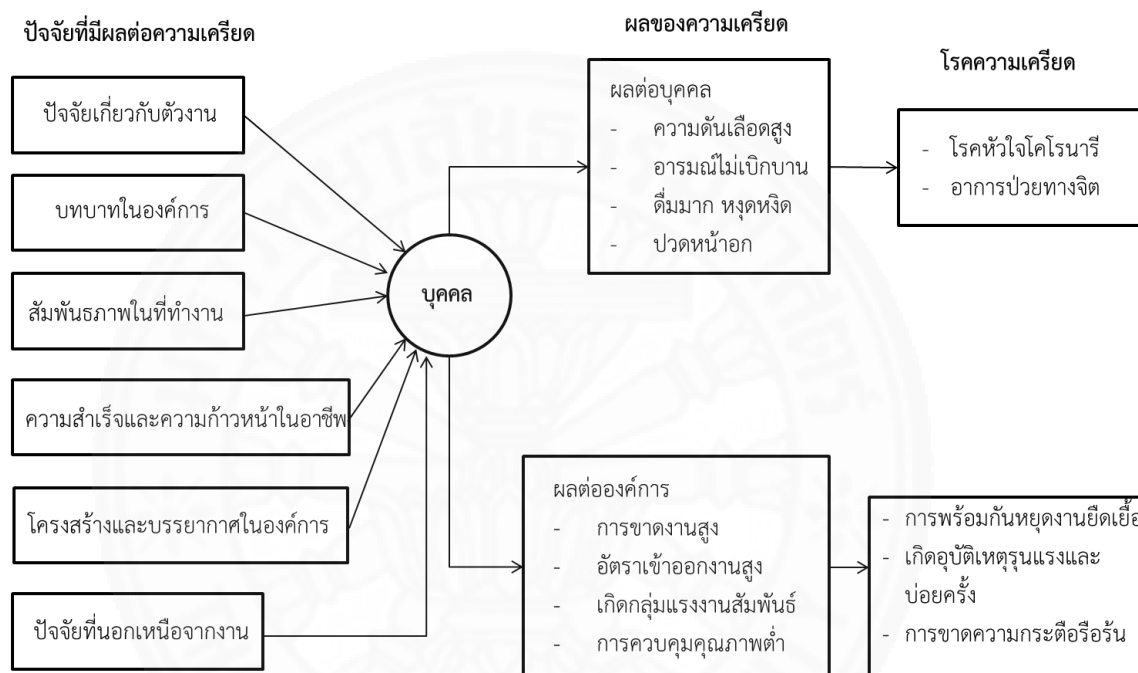 ปัจจัยที่มีผลต่อความเครียด
ปัจจัยเกี่ยวกับตัวงาน
บทบาทในองค์การ
สัมพันธภาพในที่ทำงาน
ความสำเร็จและความก้าวหน้าในอาชีพ
โครงสร้างและบรรยากาศในองค์การ
ปัจจัยที่นอกเหนือจากงาน
บุคคล
ผลของความเครียด
ผลต่อบุคคล
- ความดันเลือดสูง
- อารมณ์ไม่เบิกบาน
- ดื่มมาก หงุดหงิด
- ปวดหน้าอก
ผลต่อองค์การ
- การขาดงานสูง
- อัตราเข้าออกงานสูง
- เกิดกลุ่มแรงงานสัมพันธ์
- การควบคุมคุณภาพต่ำ
โรคความเครียด
- โรคหัวใจโคโรนารี
- อาการป่วยทางจิต
- การพร้อมกันหยุดงานยืดเยื้อ
- เกิดอุบัติเหตุรุนแรงและ
บ่อยครั้ง
- การขาดความกระตือรือร้น